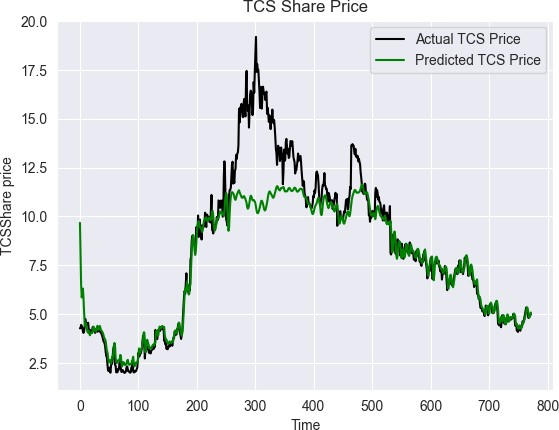 TCS Share Price
Actual TCS Price
Predicted TCS Price
20.0
17.5
15.0
12.5
10.0
7.5
5.0
2.5
TCSShare price
0 100 200 300 400 500 600 700 800
Time